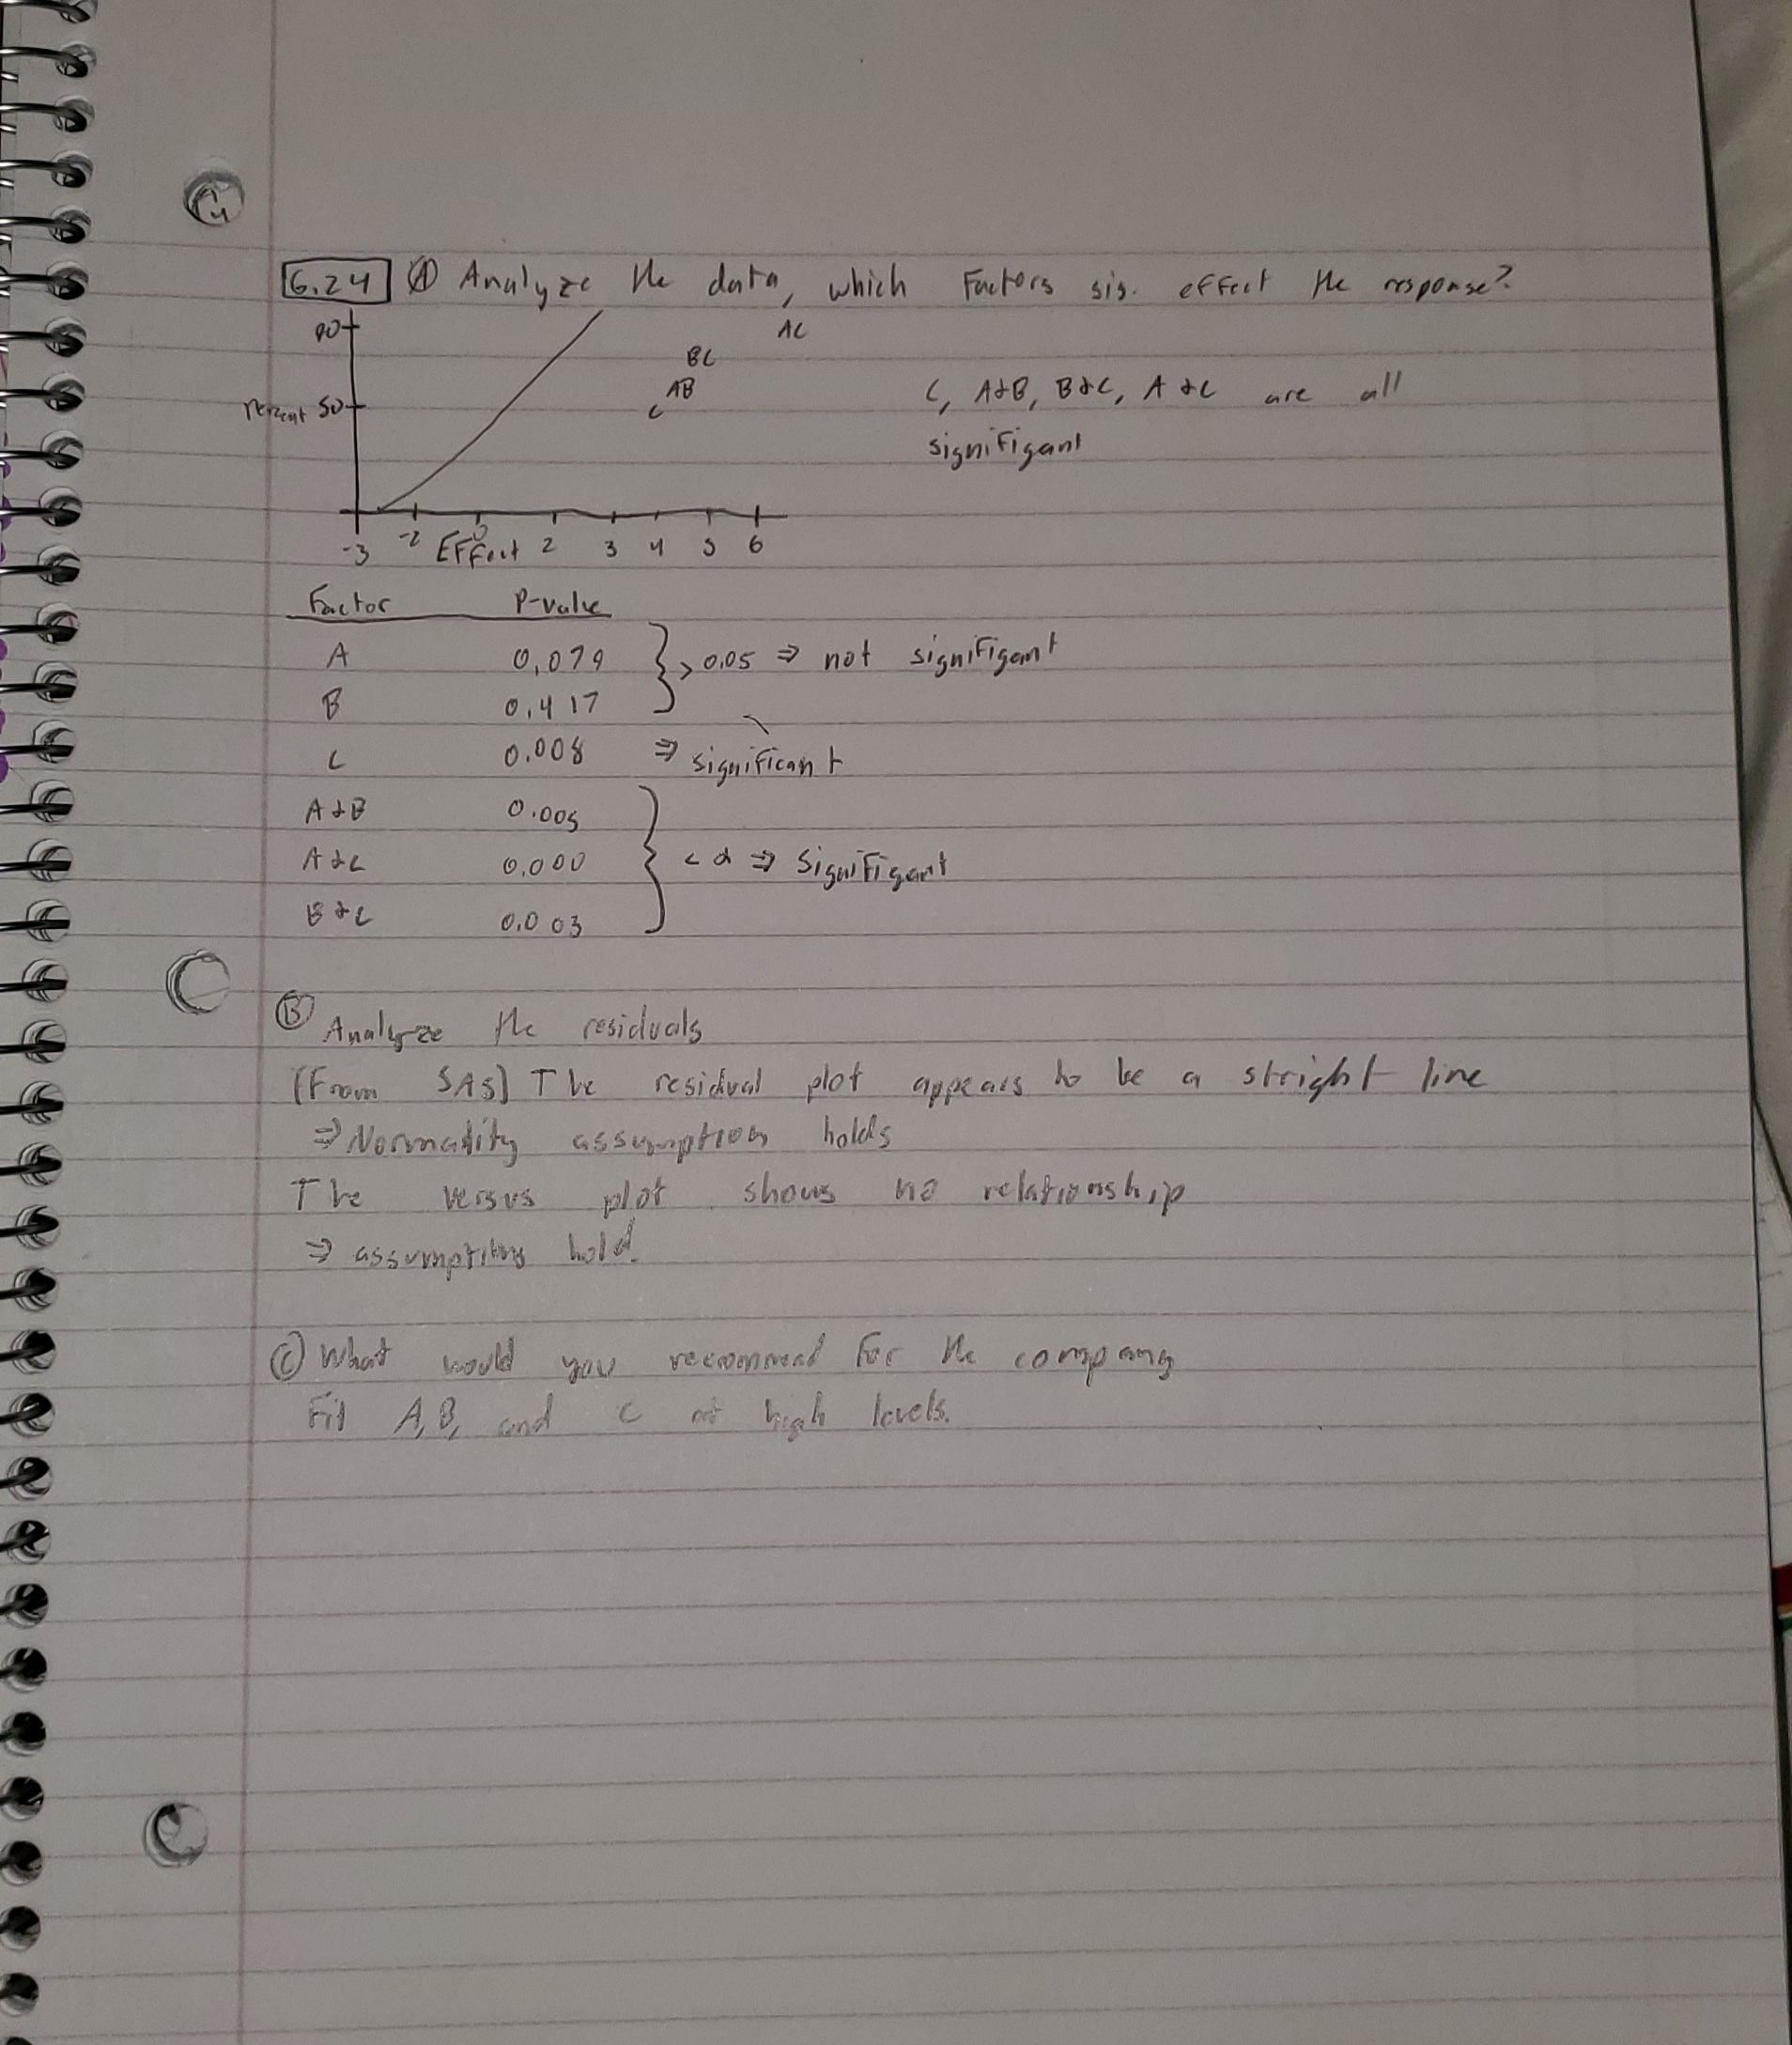 6.24 Ⓐ Analyze the data, which Factors sig. effect the response?
90
AC
BC
AB
C
Percent 50
C, A&B, B&C, A&C are all
signifigant
-3 -2 0 2 3 4 5 6
Effect
Factor P-value
A 0.079
B 0.417
> 0.05 ⇒ not signifigant
C 0.008 ⇒ significant
A&B 0.005
A&C 0.000
B&C 0.003
< α ⇒ Signifigant
Ⓑ Analyze the residuals
(From SAS) The residual plot appears to be a stright line
⇒ Normality assumption holds
The versus plot shows no relationship
⇒ assumptions hold.
Ⓒ What would you recommend for the company
Fit A, B, and C at high levels.